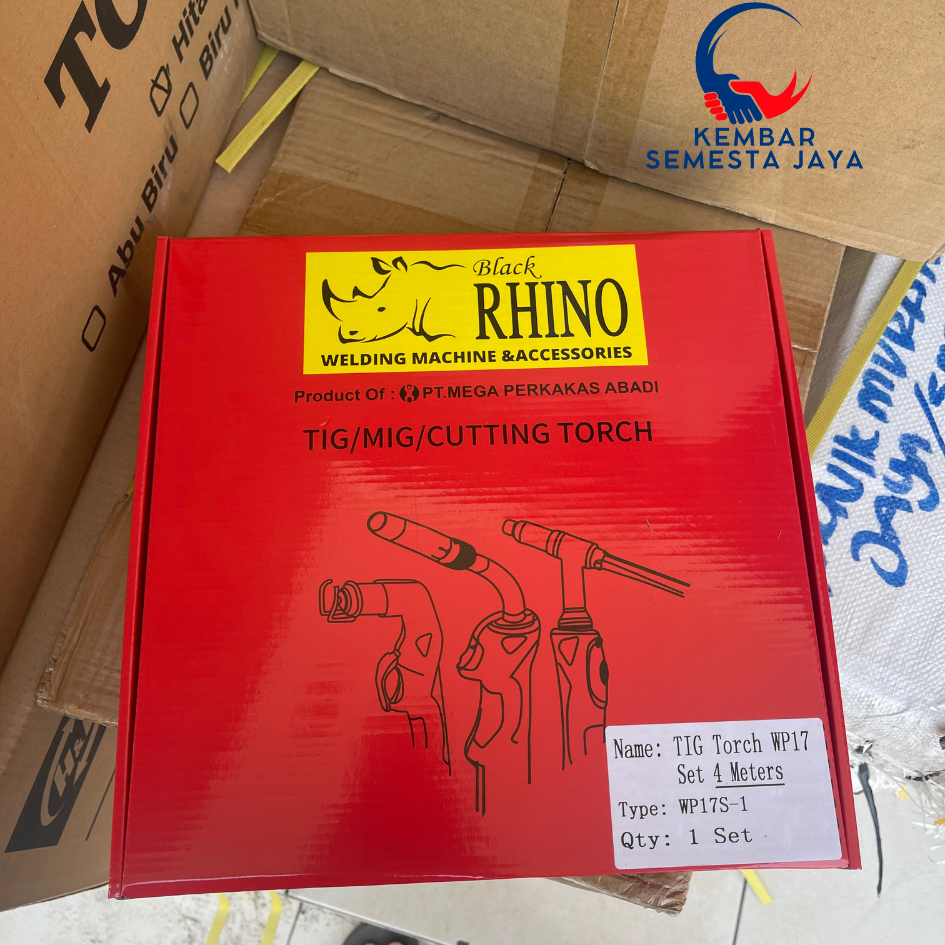 KEMBAR
SEMESTA JAYA
Abu Biru
Biru
Black
RHINO
WELDING MACHINE &ACCESSORIES
Product Of : PT.MEGA PERKAKAS ABADI
TIG/MIG/CUTTING TORCH
Name: TIG Torch WP17
Set 4 Meters
Type: WP17S-1
Qty: 1 Set